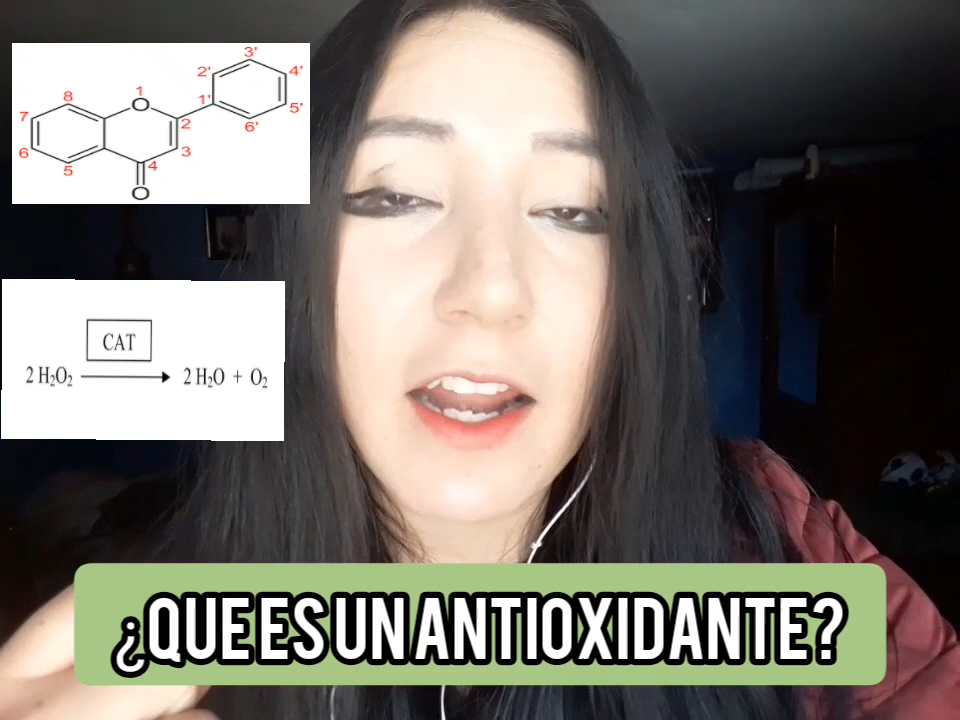 3'
2' 4'
8 1 O 1' 5'
7 2 6'
6 3
5 4
O
CAT
2 H₂O₂ 2 H₂O + O₂
¿QUE ES UN ANTIOXIDANTE?